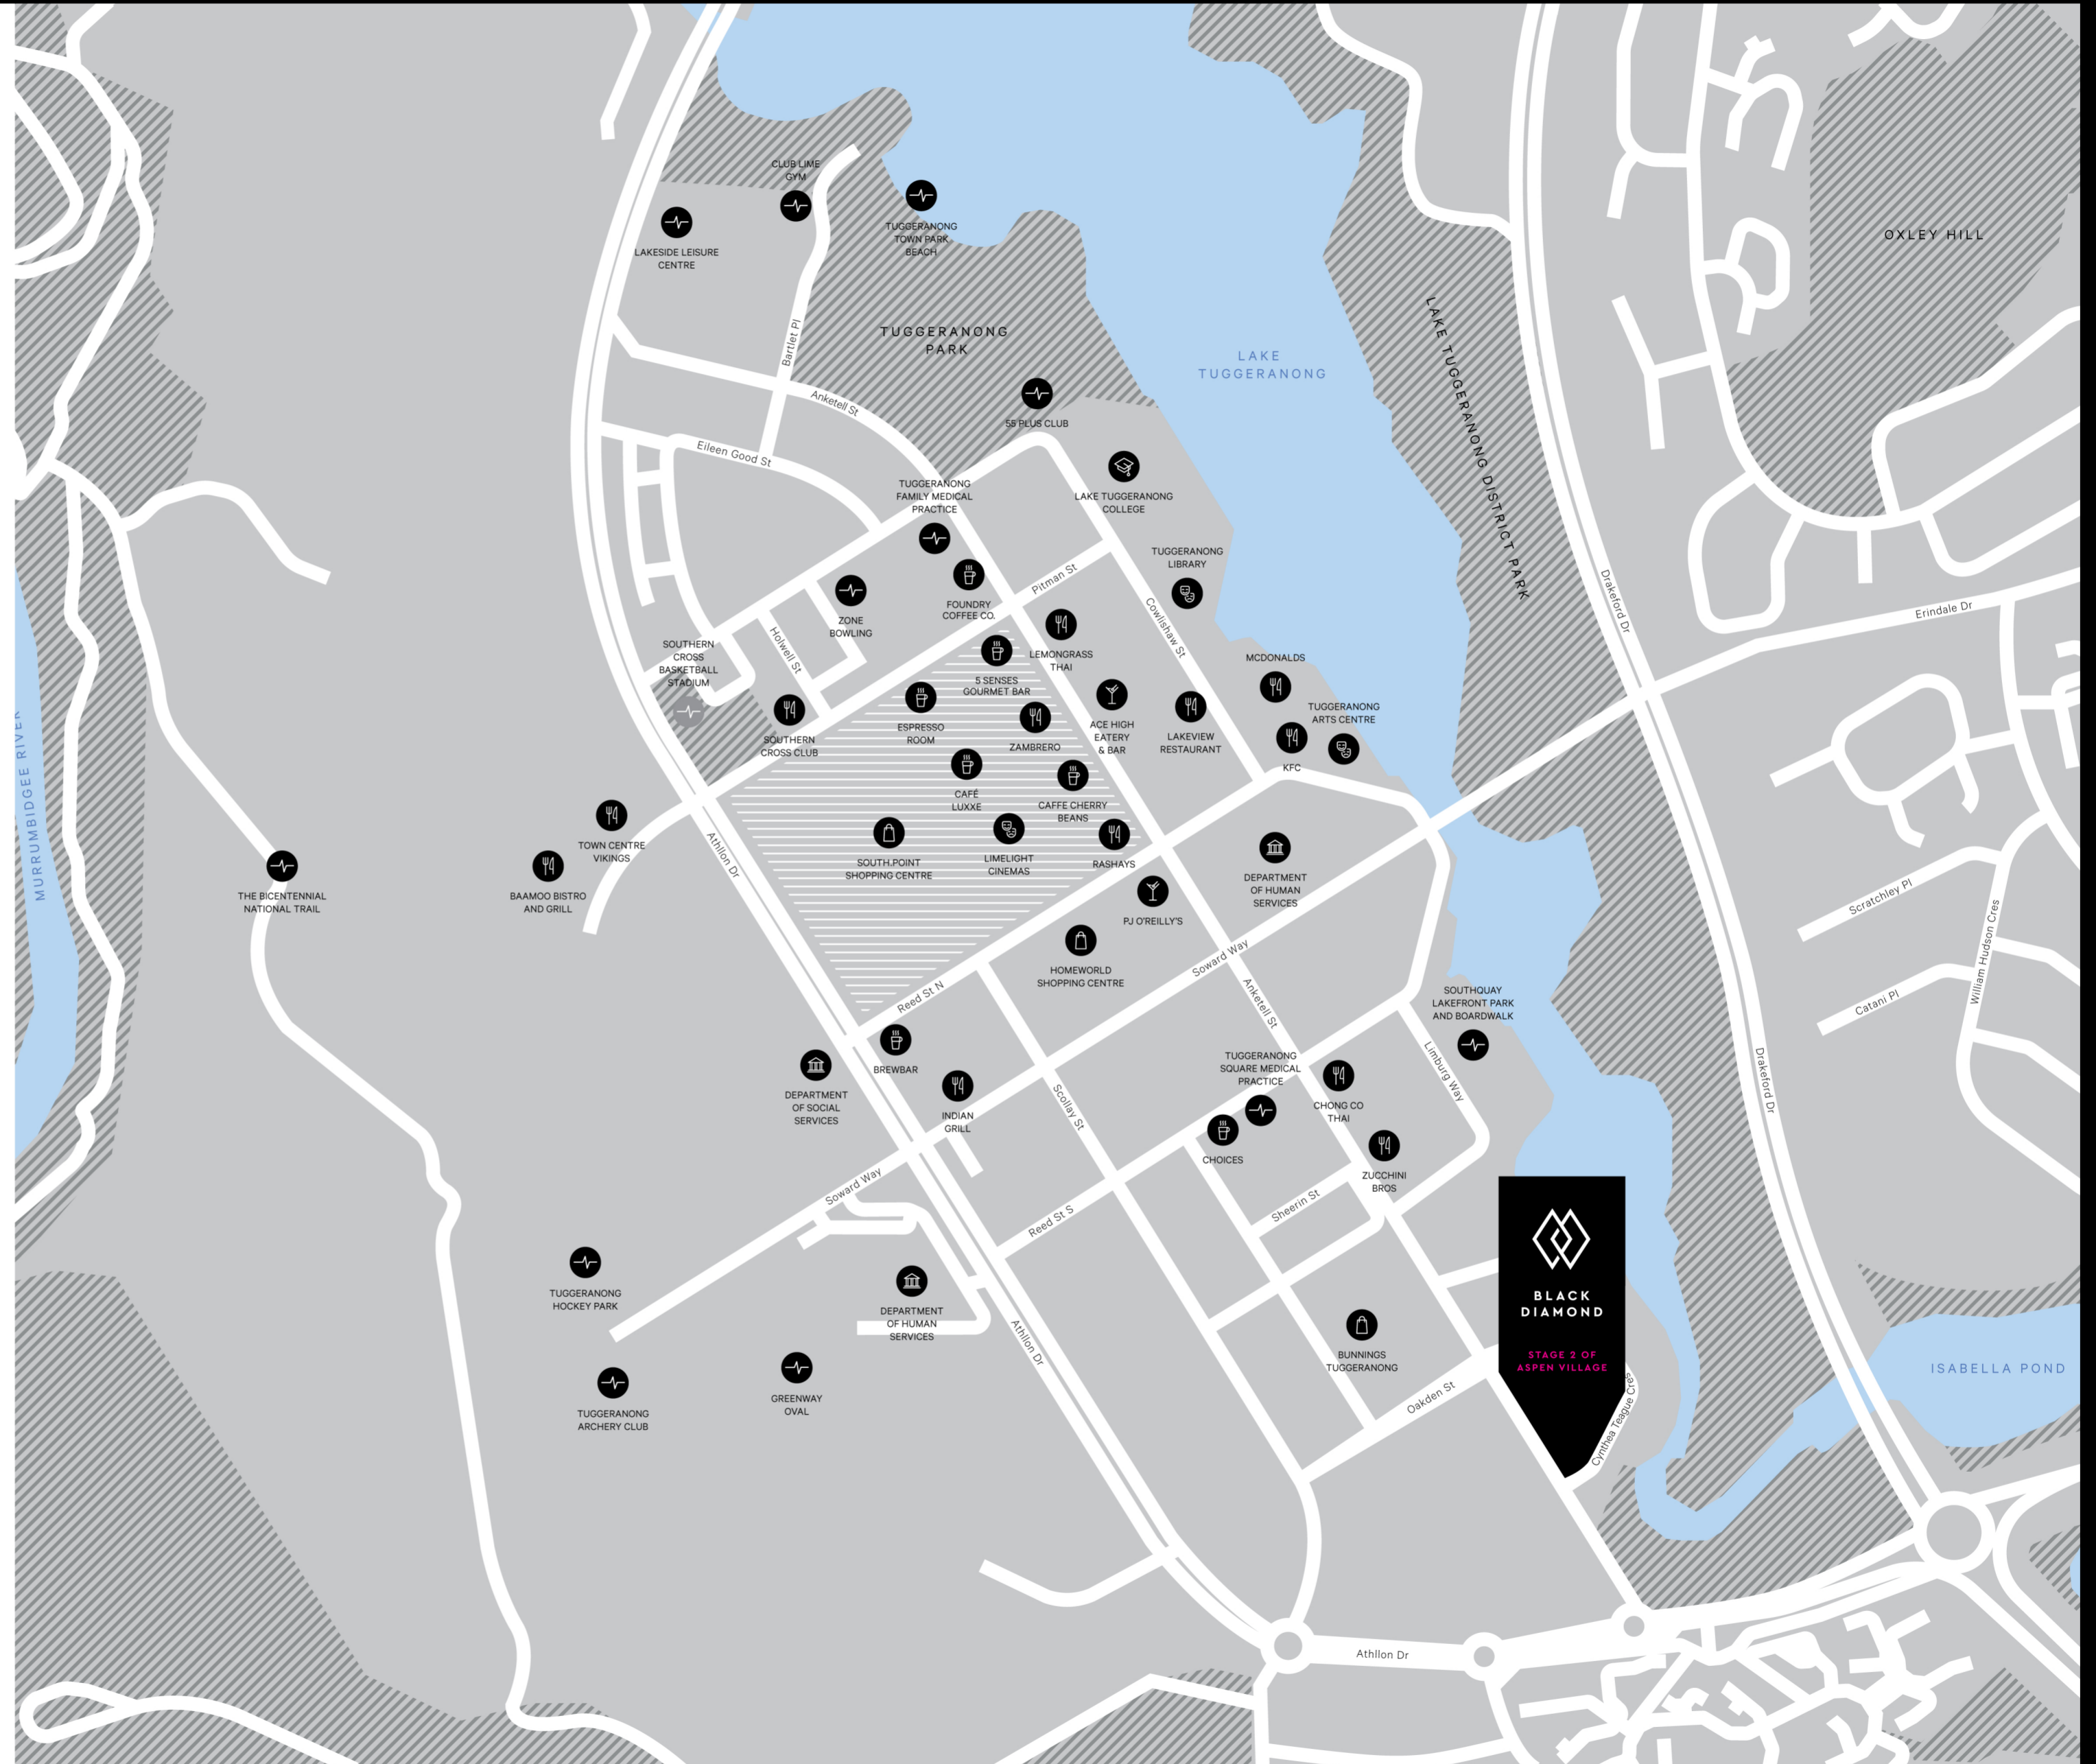 CLUB LIME
GYM
LAKESIDE LEISURE
CENTRE
TUGGERANONG
TOWN PARK
BEACH
OXLEY HILL
TUGGERANONG
PARK
Bartlet Pl
LAKE
TUGGERANONG
LAKE TUGGERANONG DISTRICT PARK
Anketell St
55 PLUS CLUB
Eileen Good St
TUGGERANONG
FAMILY MEDICAL
PRACTICE
LAKE TUGGERANONG
COLLEGE
TUGGERANONG
LIBRARY
Pitman St
Drakeford Dr
Erindale Dr
FOUNDRY
COFFEE CO.
ZONE
BOWLING
Cowlishaw St
Holwell St
SOUTHERN
CROSS
BASKETBALL
STADIUM
LEMONGRASS
THAI
5 SENSES
GOURMET BAR
MCDONALDS
ESPRESSO
ROOM
ZAMBRERO
ACE HIGH
EATERY
& BAR
LAKEVIEW
RESTAURANT
TUGGERANONG
ARTS CENTRE
KFC
SOUTHERN
CROSS CLUB
CAFÉ
LUXXE
CAFFE CHERRY
BEANS
MURRUMBIDGEE RIVER
TOWN CENTRE
VIKINGS
BAAMOO BISTRO
AND GRILL
THE BICENTENNIAL
NATIONAL TRAIL
Athllon Dr
SOUTH.POINT
SHOPPING CENTRE
LIMELIGHT
CINEMAS
RASHAYS
DEPARTMENT
OF HUMAN
SERVICES
PJ O'REILLY'S
Scratchley Pl
William Hudson Cres
Catani Pl
HOMEWORLD
SHOPPING CENTRE
Soward Way
Reed St N
Anketell St
SOUTHQUAY
LAKEFRONT PARK
AND BOARDWALK
BREWBAR
DEPARTMENT
OF SOCIAL
SERVICES
INDIAN
GRILL
Scollay St
TUGGERANONG
SQUARE MEDICAL
PRACTICE
CHONG CO
THAI
Limburg Way
Drakeford Dr
CHOICES
ZUCCHINI
BROS
Soward Way
Reed St S
Sheerin St
TUGGERANONG
HOCKEY PARK
DEPARTMENT
OF HUMAN
SERVICES
Athllon Dr
BLACK
DIAMOND
STAGE 2 OF
ASPEN VILLAGE
BUNNINGS
TUGGERANONG
ISABELLA POND
Oakden St
Cynthea Teague Cres
GREENWAY
OVAL
TUGGERANONG
ARCHERY CLUB
Athllon Dr